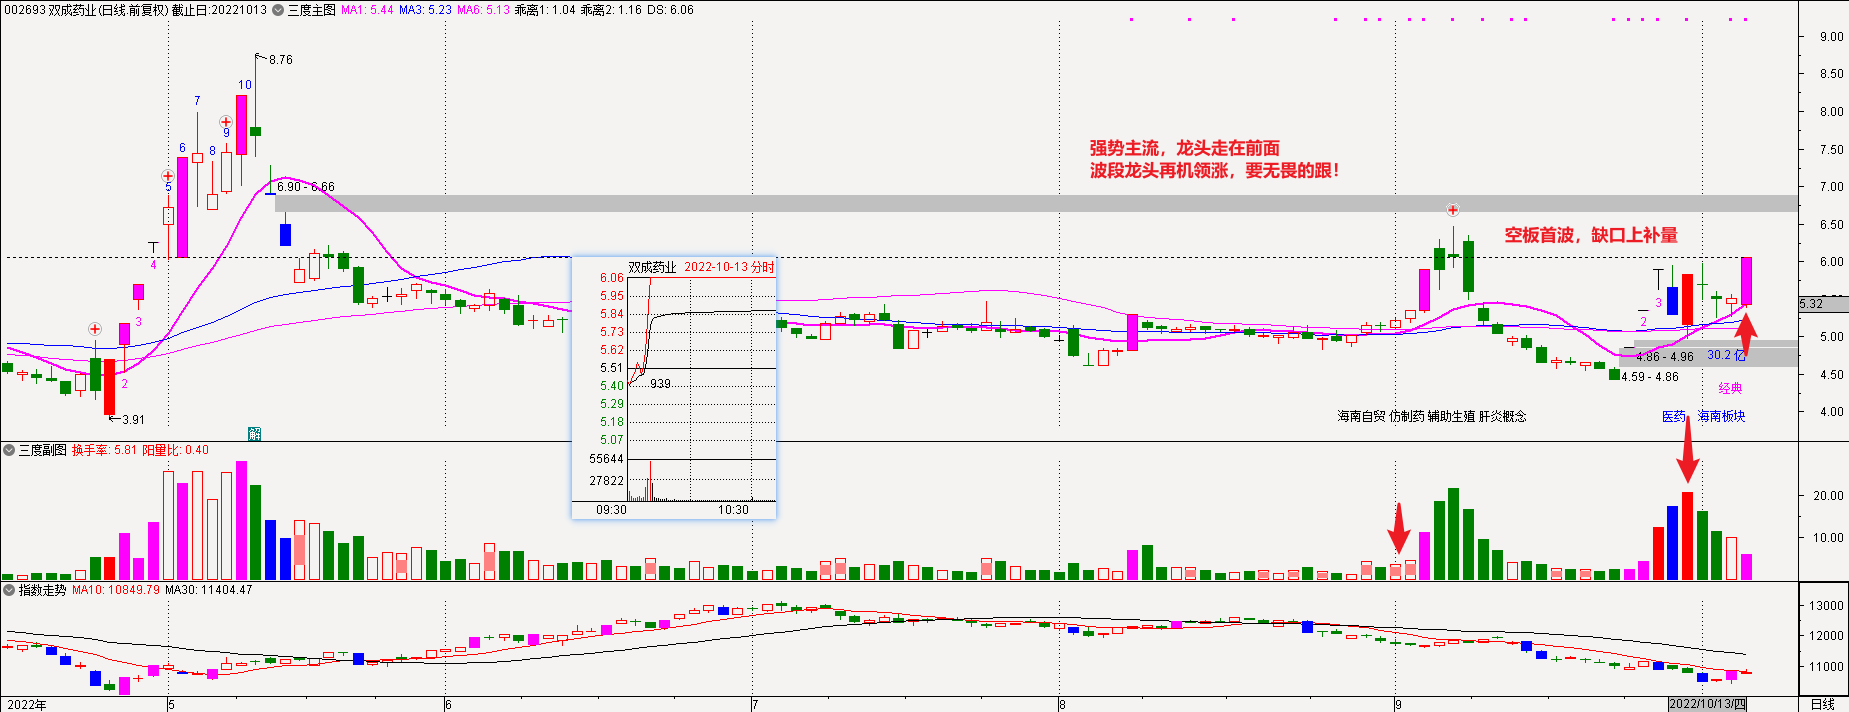 002693 双成药业(日线.前复权) 截止日:20221013 三度主图 MA1: 5.44 MA3: 5.23 MA6: 5.13 乖离1: 1.04 乖离2: 1.16 DS: 6.06
9.00
8.76
8.50
10
7
8.00
9
强势主流，龙头走在前面
7.50
6
8
波段龙头再机领涨，要无畏的跟！
5
6.90 - 6.66
7.00
6.50
空板首波，缺口上补量
4
双成药业 2022-10-13 分时
6.00
6.06
5.95
5.84
5.73
5.62
5.51
5.40
5.29
5.18
5.07
939
55644
27822
09:30
10:30
3
3
5.32
2
5.00
4.86 - 4.96
30.2 亿
2
4.59 - 4.86
4.50
经典
3.91
海南自贸 仿制药 辅助生殖 肝炎概念
医药
海南板块
4.00
解
三度副图 换手率: 5.81 阳量比: 0.40
20.00
10.00
指数走势 MA10: 10849.79 MA30: 11404.47
13000
12000
11000
2022年
5
6
7
8
9
2022/10/13/四
日线